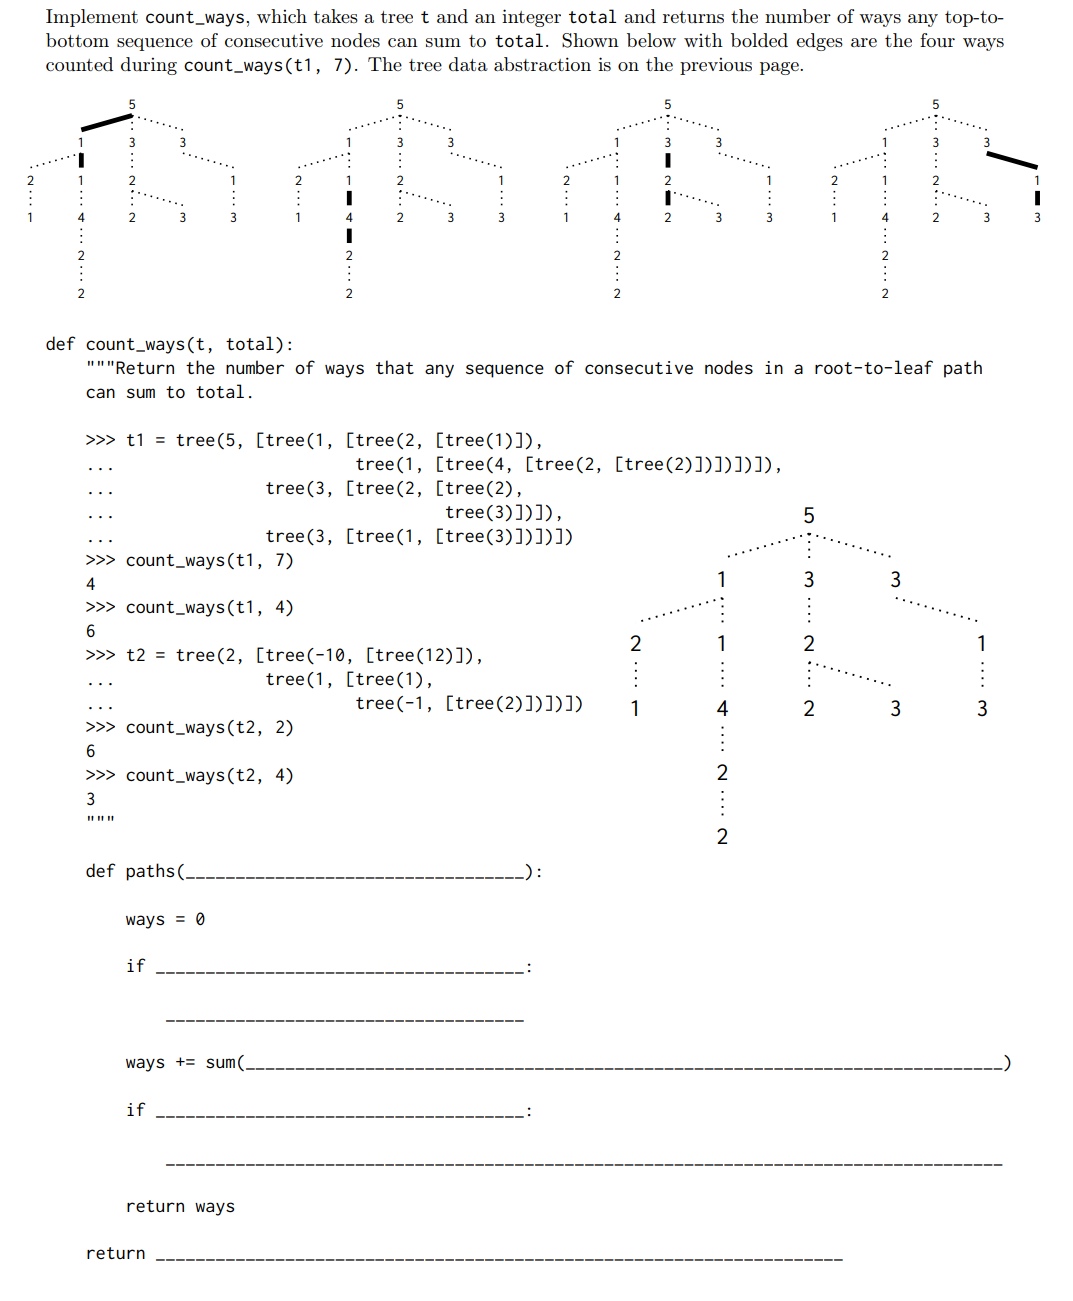 Implement count_ways, which takes a tree t and an integer total and returns the number of ways any top-to-
bottom sequence of consecutive nodes can sum to total. Shown below with bolded edges are the four ways
counted during count_ways(t1, 7). The tree data abstraction is on the previous page.
5 5 5 5
1 3 3 1 3 3 1 3 3 1 3 3
2 1 2 1 2 1 2 1 2 1 2 1 2 1 2 1
1 4 2 3 3 1 4 2 3 3 1 4 2 3 3 1 4 2 3 3
2 2 2 2
2 2 2 2
def count_ways(t, total):
"""Return the number of ways that any sequence of consecutive nodes in a root-to-leaf path
can sum to total.
>>> t1 = tree(5, [tree(1, [tree(2, [tree(1)]),
... tree(1, [tree(4, [tree(2, [tree(2)])])])]),
... tree(3, [tree(2, [tree(2),
... tree(3)])]),
... tree(3, [tree(1, [tree(3)])])])
>>> count_ways(t1, 7)
4
>>> count_ways(t1, 4)
6
>>> t2 = tree(2, [tree(-10, [tree(12)]),
... tree(1, [tree(1),
... tree(-1, [tree(2)])])])
>>> count_ways(t2, 2)
6
>>> count_ways(t2, 4)
3
"""
5
1 3 3
2 1 2 1
1 4 2 3 3
2
2
def paths(__________________________________):
ways = 0
if _____________________________________:
____________________________________
ways += sum(____________________________________________________________________________)
if _____________________________________:
____________________________________________________________________________________
return ways
return _____________________________________________________________________